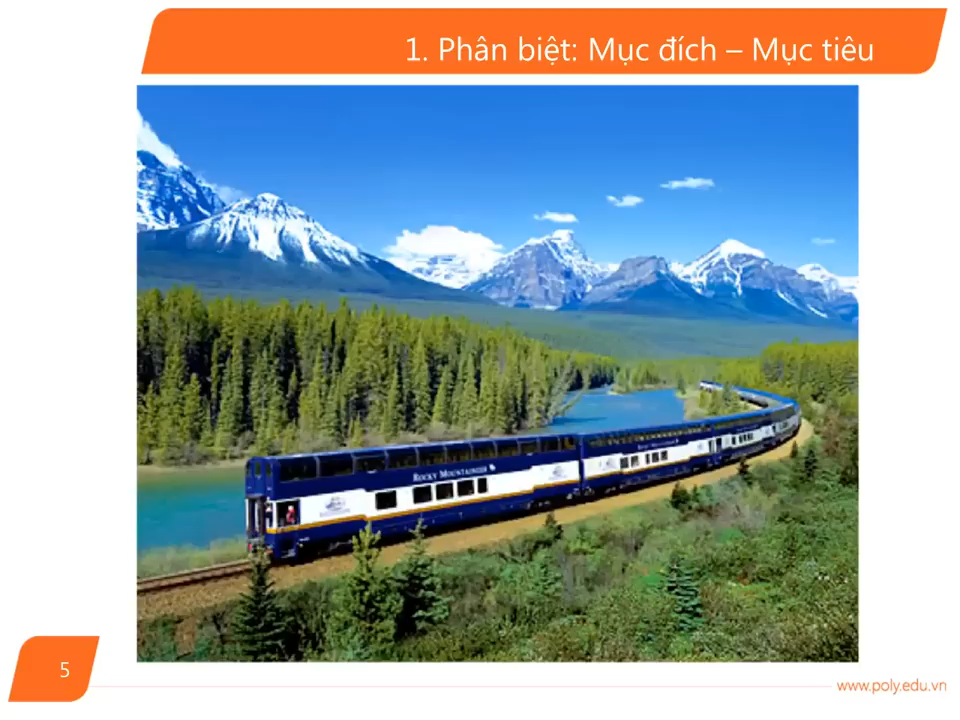 1. Phân biệt: Mục đích – Mục tiêu
ROCKY MOUNTAINEER
5
www.poly.edu.vn